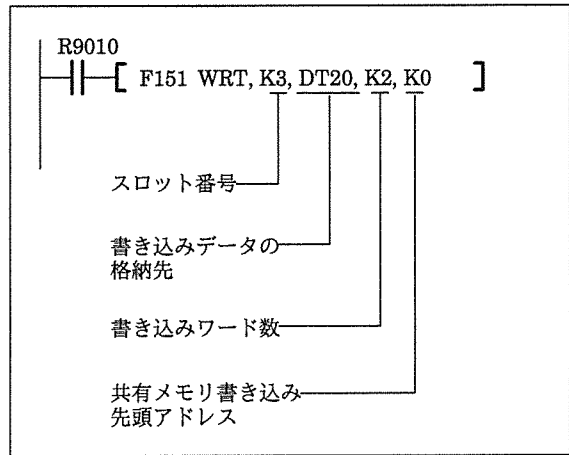 R9010
F151 WRT, K3, DT20, K2, K0
スロット番号
書き込みデータの
格納先
書き込みワード数
共有メモリ書き込み
先頭アドレス